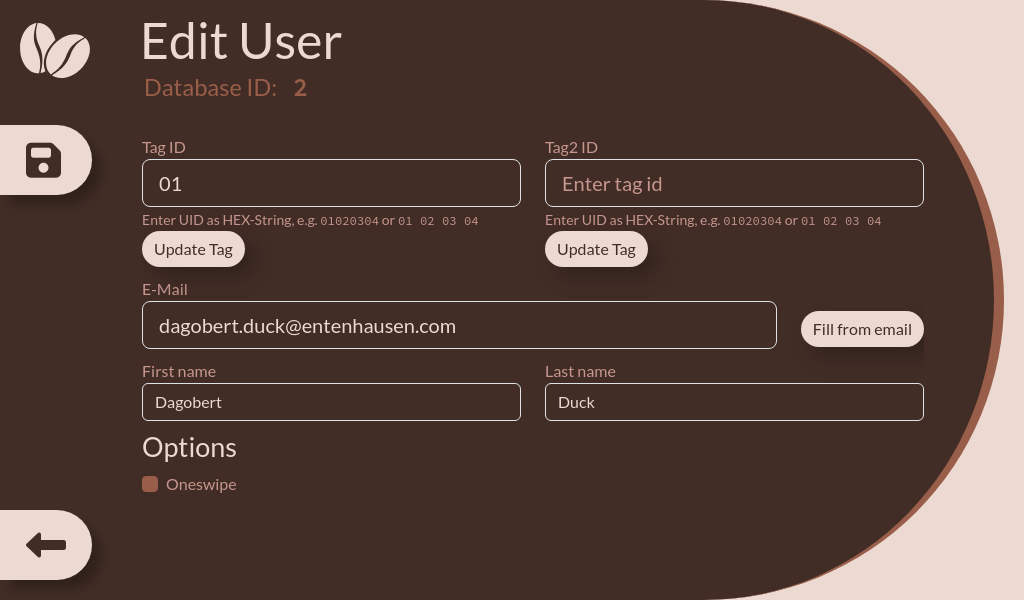 Edit User
Database ID: 2
Tag ID
Tag2 ID
01
Enter tag id
Enter UID as HEX-String, e.g. 01020304 or 01 02 03 04
Enter UID as HEX-String, e.g. 01020304 or 01 02 03 04
Update Tag
Update Tag
E-Mail
dagobert.duck@entenhausen.com
Fill from email
First name
Last name
Dagobert
Duck
Options
Oneswipe